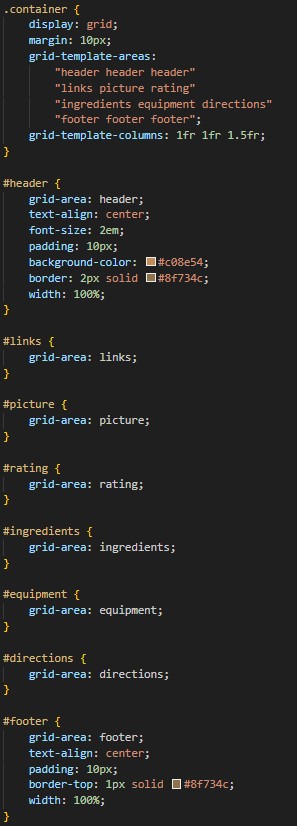 .container {
    display: grid;
    margin: 10px;
    grid-template-areas:
        "header header header"
        "links picture rating"
        "ingredients equipment directions"
        "footer footer footer";
    grid-template-columns: 1fr 1fr 1.5fr;
}

#header {
    grid-area: header;
    text-align: center;
    font-size: 2em;
    padding: 10px;
    background-color: #c08e54;
    border: 2px solid #8f734c;
    width: 100%;
}

#links {
    grid-area: links;
}

#picture {
    grid-area: picture;
}

#rating {
    grid-area: rating;
}

#ingredients {
    grid-area: ingredients;
}

#equipment {
    grid-area: equipment;
}

#directions {
    grid-area: directions;
}

#footer {
    grid-area: footer;
    text-align: center;
    padding: 10px;
    border-top: 1px solid #8f734c;
    width: 100%;
}